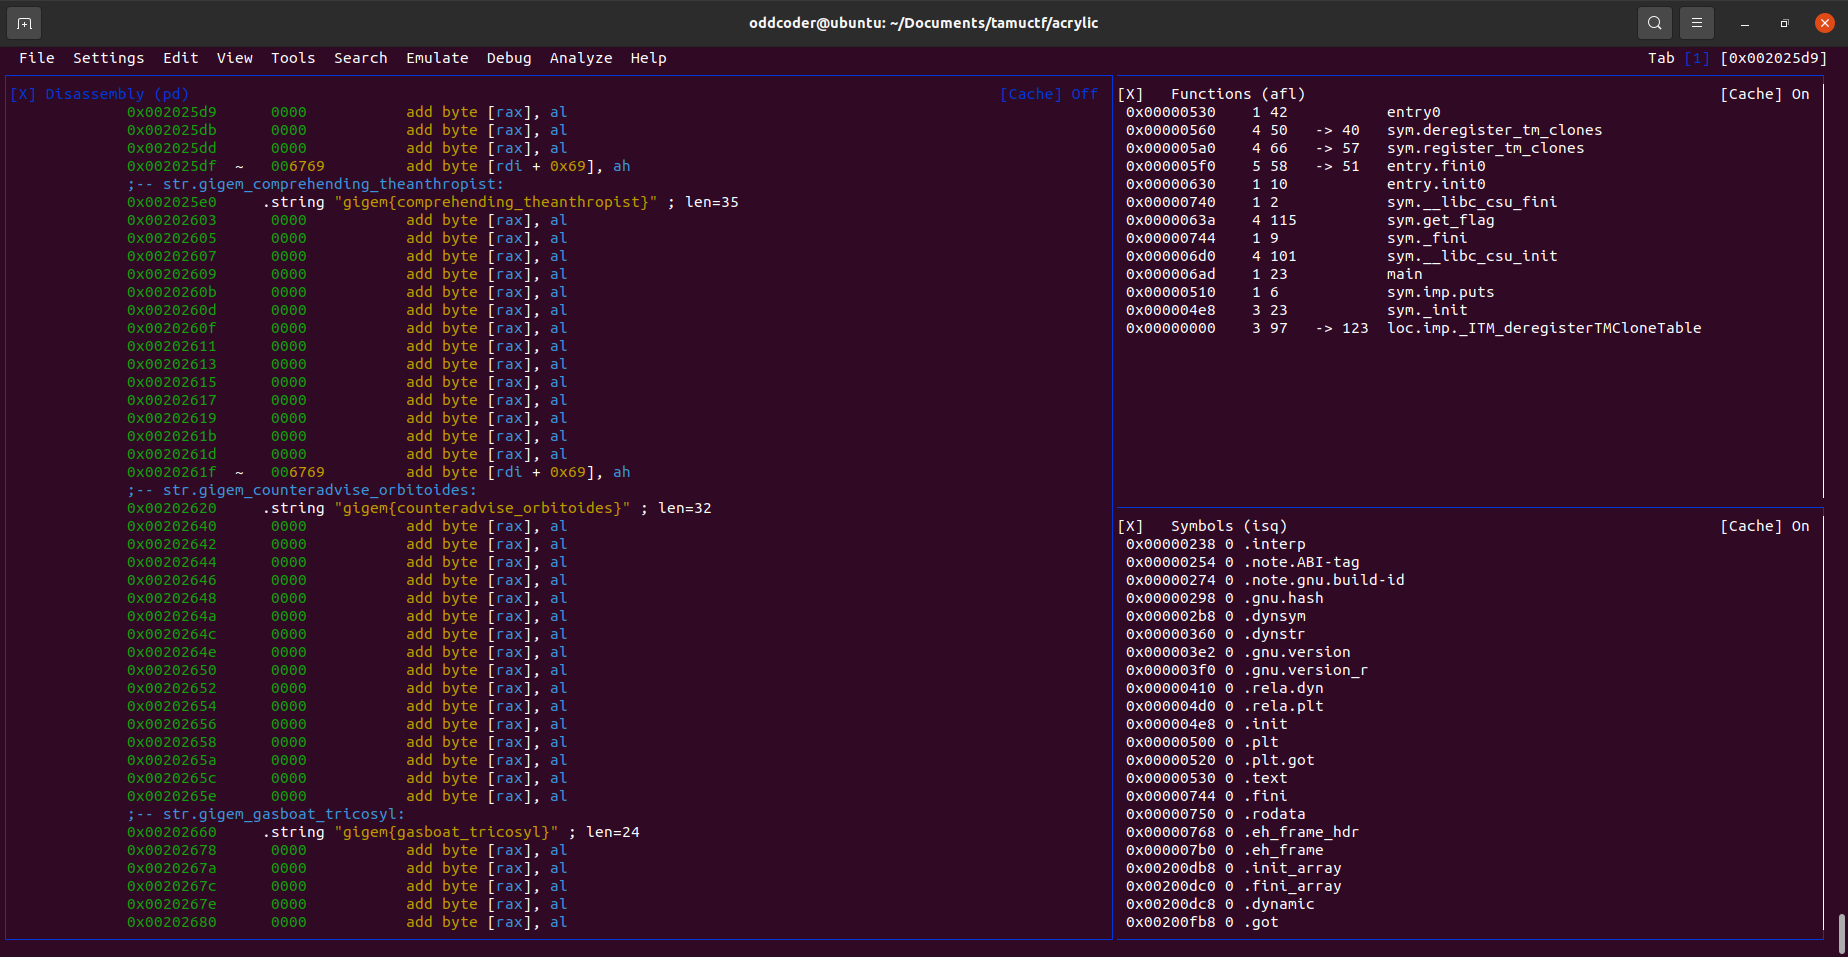 oddcoder@ubuntu: ~/Documents/tamuctf/acrylic
File Settings Edit View Tools Search Emulate Debug Analyze Help Tab [1] [0x002025d9]
[X] Disassembly (pd) [Cache] Off
0x002025d9 0000 add byte [rax], al
0x002025db 0000 add byte [rax], al
0x002025dd 0000 add byte [rax], al
0x002025df ~ 006769 add byte [rdi + 0x69], ah
;-- str.gigem_comprehending_theanthropist:
0x002025e0 .string "gigem{comprehending_theanthropist}" ; len=35
0x00202603 0000 add byte [rax], al
0x00202605 0000 add byte [rax], al
0x00202607 0000 add byte [rax], al
0x00202609 0000 add byte [rax], al
0x0020260b 0000 add byte [rax], al
0x0020260d 0000 add byte [rax], al
0x0020260f 0000 add byte [rax], al
0x00202611 0000 add byte [rax], al
0x00202613 0000 add byte [rax], al
0x00202615 0000 add byte [rax], al
0x00202617 0000 add byte [rax], al
0x00202619 0000 add byte [rax], al
0x0020261b 0000 add byte [rax], al
0x0020261d 0000 add byte [rax], al
0x0020261f ~ 006769 add byte [rdi + 0x69], ah
;-- str.gigem_counteradvise_orbitoides:
0x00202620 .string "gigem{counteradvise_orbitoides}" ; len=32
0x00202640 0000 add byte [rax], al
0x00202642 0000 add byte [rax], al
0x00202644 0000 add byte [rax], al
0x00202646 0000 add byte [rax], al
0x00202648 0000 add byte [rax], al
0x0020264a 0000 add byte [rax], al
0x0020264c 0000 add byte [rax], al
0x0020264e 0000 add byte [rax], al
0x00202650 0000 add byte [rax], al
0x00202652 0000 add byte [rax], al
0x00202654 0000 add byte [rax], al
0x00202656 0000 add byte [rax], al
0x00202658 0000 add byte [rax], al
0x0020265a 0000 add byte [rax], al
0x0020265c 0000 add byte [rax], al
0x0020265e 0000 add byte [rax], al
;-- str.gigem_gasboat_tricosyl:
0x00202660 .string "gigem{gasboat_tricosyl}" ; len=24
0x00202678 0000 add byte [rax], al
0x0020267a 0000 add byte [rax], al
0x0020267c 0000 add byte [rax], al
0x0020267e 0000 add byte [rax], al
0x00202680 0000 add byte [rax], al
[X] Functions (afl) [Cache] On
0x00000530 1 42 entry0
0x00000560 4 50 -> 40 sym.deregister_tm_clones
0x000005a0 4 66 -> 57 sym.register_tm_clones
0x000005f0 5 58 -> 51 entry.fini0
0x00000630 1 10 entry.init0
0x00000740 1 2 sym.__libc_csu_fini
0x0000063a 4 115 sym.get_flag
0x00000744 1 9 sym._fini
0x000006d0 4 101 sym.__libc_csu_init
0x000006ad 1 23 main
0x00000510 1 6 sym.imp.puts
0x000004e8 3 23 sym._init
0x00000000 3 97 -> 123 loc.imp._ITM_deregisterTMCloneTable
[X] Symbols (isq) [Cache] On
0x00000238 0 .interp
0x00000254 0 .note.ABI-tag
0x00000274 0 .note.gnu.build-id
0x00000298 0 .gnu.hash
0x000002b8 0 .dynsym
0x00000360 0 .dynstr
0x000003e2 0 .gnu.version
0x000003f0 0 .gnu.version_r
0x00000410 0 .rela.dyn
0x000004d0 0 .rela.plt
0x000004e8 0 .init
0x00000500 0 .plt
0x00000520 0 .plt.got
0x00000530 0 .text
0x00000744 0 .fini
0x00000750 0 .rodata
0x00000768 0 .eh_frame_hdr
0x000007b0 0 .eh_frame
0x00200db8 0 .init_array
0x00200dc0 0 .fini_array
0x00200dc8 0 .dynamic
0x00200fb8 0 .got